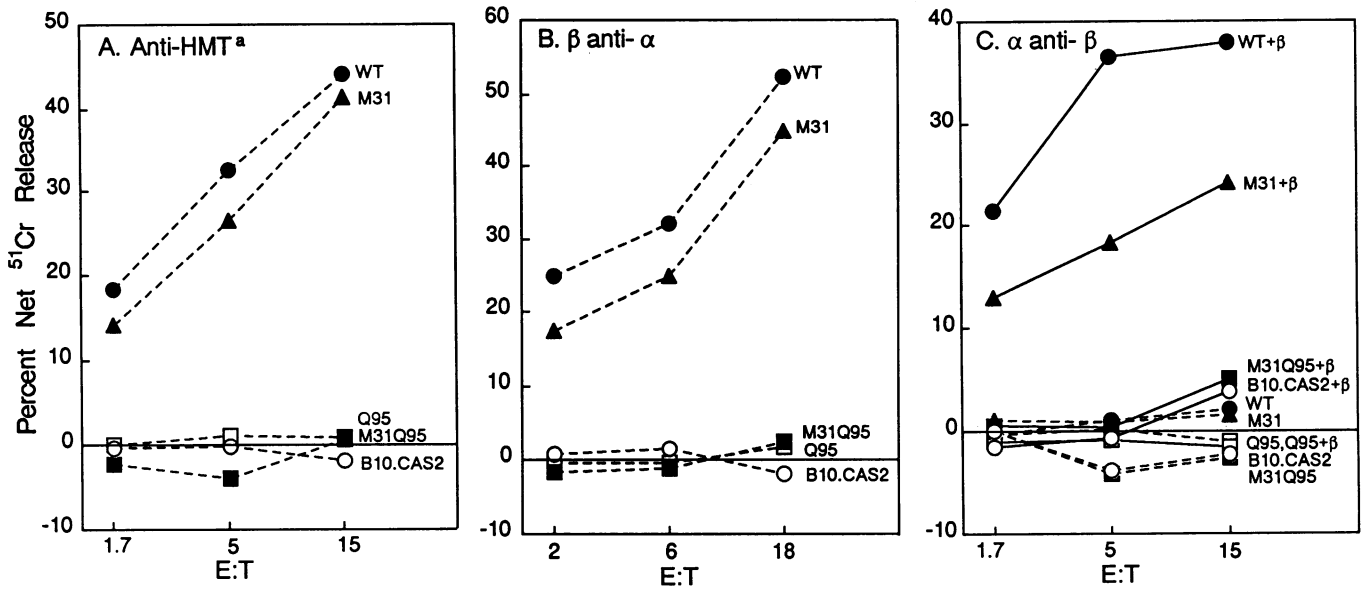 A. Anti-HMTᵃ
50
40
30
20
10
0
-10
Percent Net ⁵¹Cr Release
WT
M31
Q95
M31Q95
B10.CAS2
1.7 5 15
E:T
B. β anti- α
60
50
40
30
20
10
0
-10
WT
M31
M31Q95
Q95
B10.CAS2
2 6 18
E:T
C. α anti- β
40
30
20
10
0
-10
WT+β
M31+β
M31Q95+β
B10.CAS2+β
WT
M31
Q95,Q95+β
B10.CAS2
M31Q95
1.7 5 15
E:T